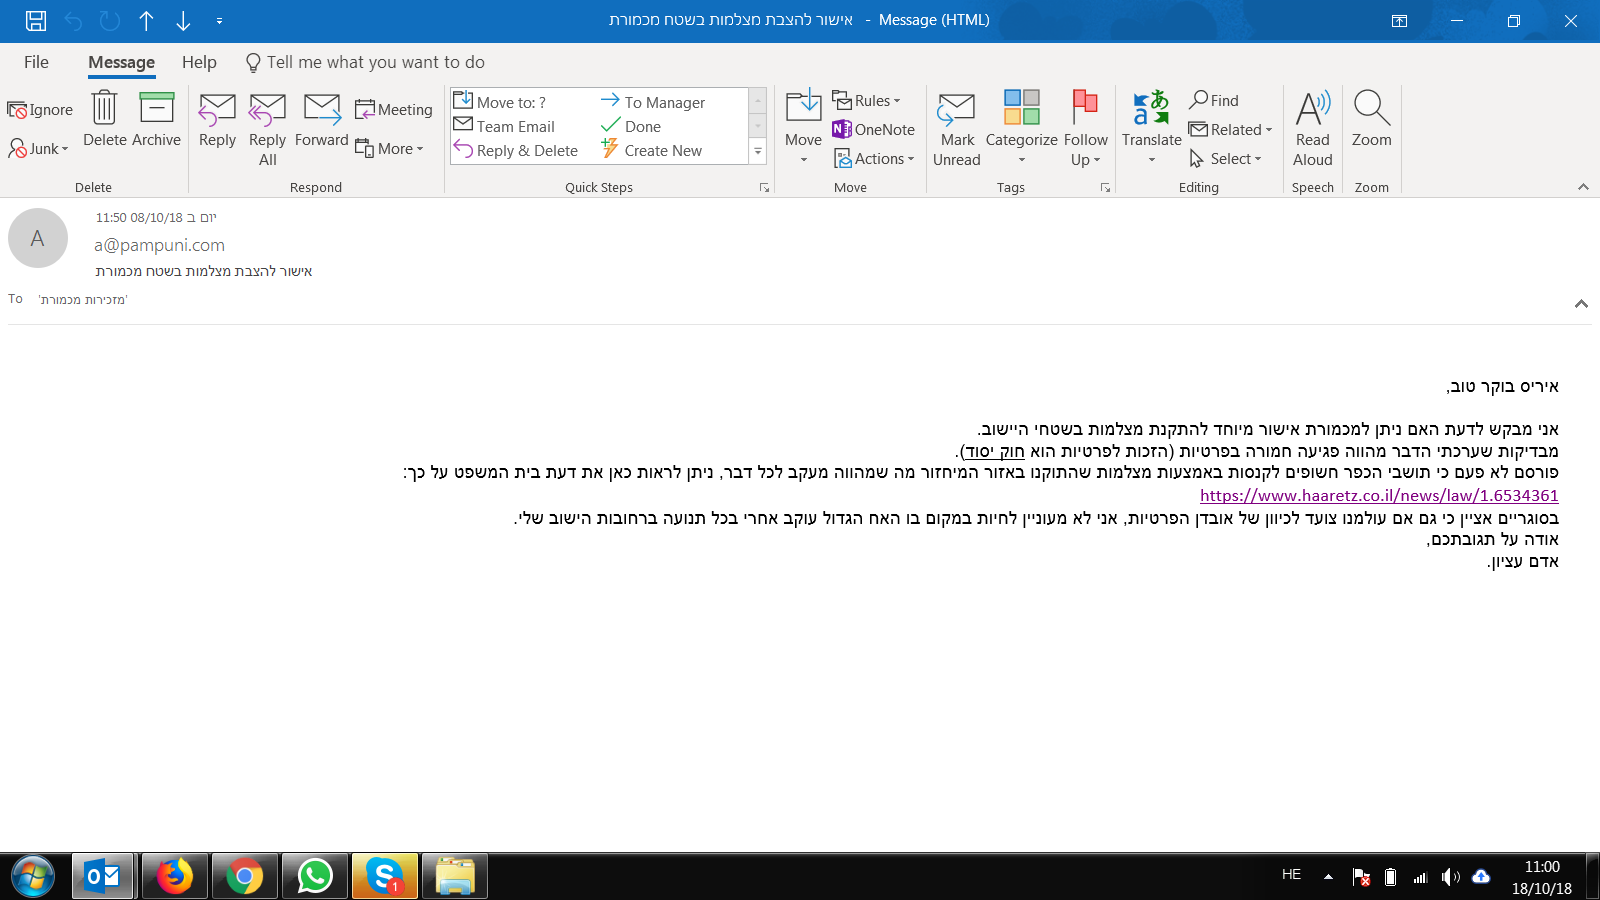 אישור להצבת מצלמות בשטח מכמורת - Message (HTML)
File Message Help Tell me what you want to do
Ignore
Junk
Delete
Archive
Delete
Reply
Reply All
Forward
Meeting
More
Respond
Move to: ?
To Manager
Team Email
Done
Reply & Delete
Create New
Quick Steps
Move
Rules
OneNote
Actions
Move
Mark Unread
Categorize
Follow Up
Tags
Translate
Find
Related
Select
Editing
Read Aloud
Speech
Zoom
Zoom
A
יום ב 08/10/18 11:50
a@pampuni.com
אישור להצבת מצלמות בשטח מכמורת
To 'מזכירות מכמורת'
איריס בוקר טוב,
אני מבקש לדעת האם ניתן למכמורת אישור מיוחד להתקנת מצלמות בשטחי היישוב.
מבדיקות שערכתי הדבר מהווה פגיעה חמורה בפרטיות (הזכות לפרטיות הוא חוק יסוד).
פורסם לא פעם כי תושבי הכפר חשופים לקנסות באמצעות מצלמות שהתוקנו באזור המיחזור מה שמהווה מעקב לכל דבר, ניתן לראות כאן את דעת בית המשפט על כך:
https://www.haaretz.co.il/news/law/1.6534361
בסוגריים אציין כי גם אם עולמנו צועד לכיוון של אובדן הפרטיות, אני לא מעוניין לחיות במקום בו האח הגדול עוקב אחרי בכל תנועה ברחובות הישוב שלי.
אודה על תגובתכם,
אדם עציון.
1
HE
11:00
18/10/18